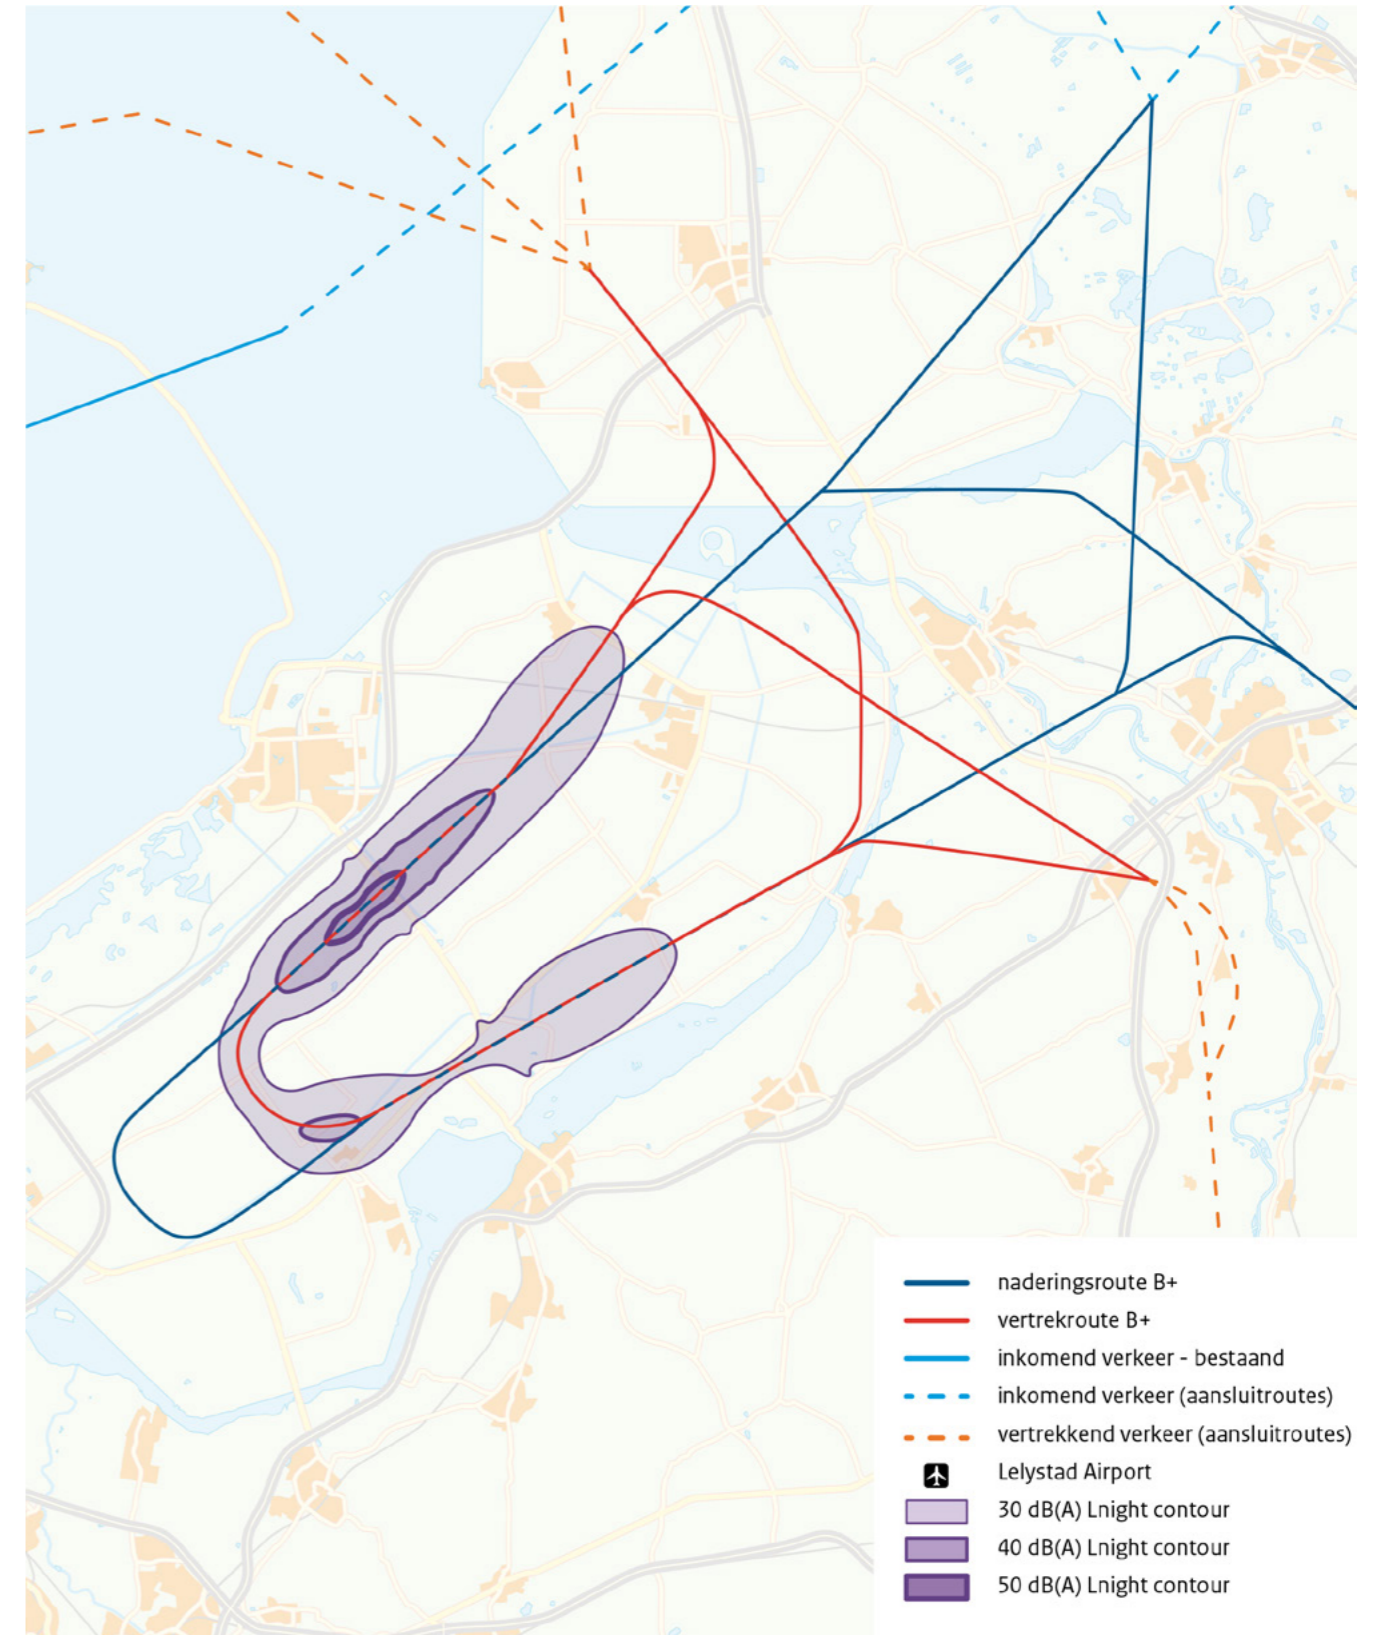 naderingsroute B+
vertrekroute B+
inkomend verkeer - bestaand
inkomend verkeer (aansluitroutes)
vertrekkend verkeer (aansluitroutes)
Lelystad Airport
30 dB(A) Lnight contour
40 dB(A) Lnight contour
50 dB(A) Lnight contour